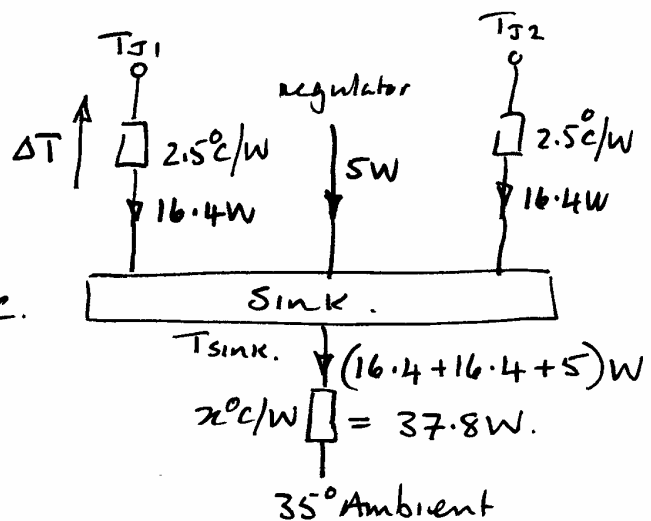 TJ1
TJ2
regulator
ΔT
2.5°C/W
5W
2.5°C/W
16.4W
16.4W
Sink.
Tsink.
(16.4+16.4+5)W
x°C/W
= 37.8W.
35° Ambient